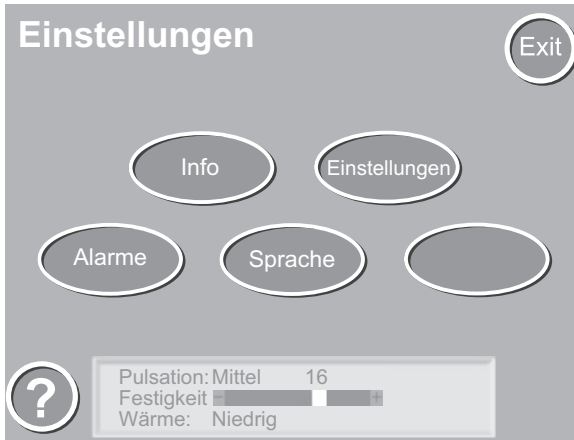 Einstellungen
Exit
Info
Einstellungen
Alarme
Sprache
?
Pulsation: Mittel 16
Festigkeit - +
Wärme: Niedrig